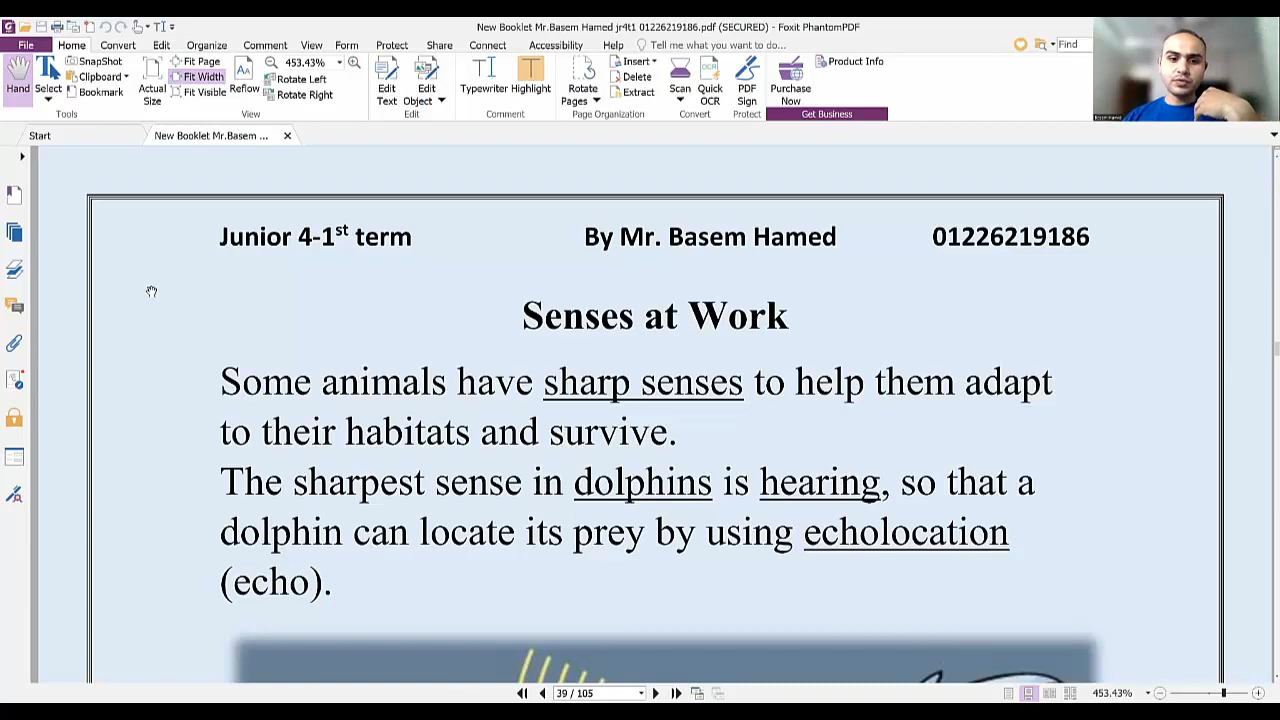 New Booklet Mr.Basem Hamed jr4t1 01226219186.pdf (SECURED) - Foxit PhantomPDF
File Home Convert Edit Organize Comment View Form Protect Share Connect Accessibility Help Tell me what you want to do... Find
Hand
Select
SnapShot
Clipboard
Bookmark
Tools
Actual Size
Fit Page
Fit Width
Fit Visible
Reflow
453.43%
Rotate Left
Rotate Right
View
Edit Text
Edit Object
Edit
Typewriter
Highlight
Comment
Rotate Pages
Insert
Delete
Extract
Page Organization
Scan
Quick OCR
Convert
PDF Sign
Protect
Purchase Now
Product Info
Get Business
Start New Booklet Mr.Basem ...
Junior 4-1st term By Mr. Basem Hamed 01226219186
Senses at Work
Some animals have sharp senses to help them adapt
to their habitats and survive.
The sharpest sense in dolphins is hearing, so that a
dolphin can locate its prey by using echolocation
(echo).
39 / 105 453.43%